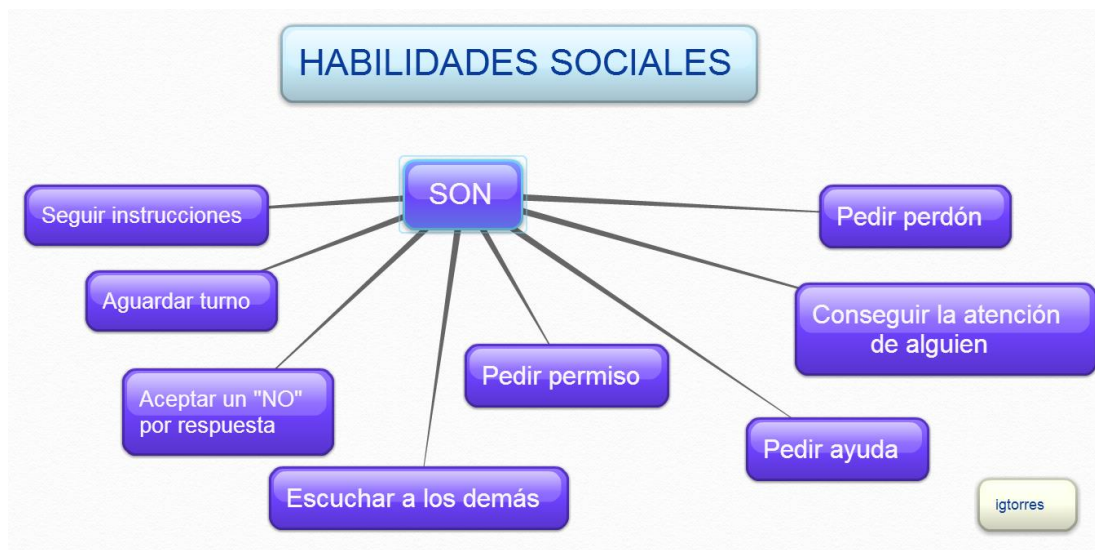 HABILIDADES SOCIALES
SON
Seguir instrucciones
Aguardar turno
Aceptar un "NO"
por respuesta
Escuchar a los demás
Pedir permiso
Pedir ayuda
Conseguir la atención
de alguien
Pedir perdón
igtorres